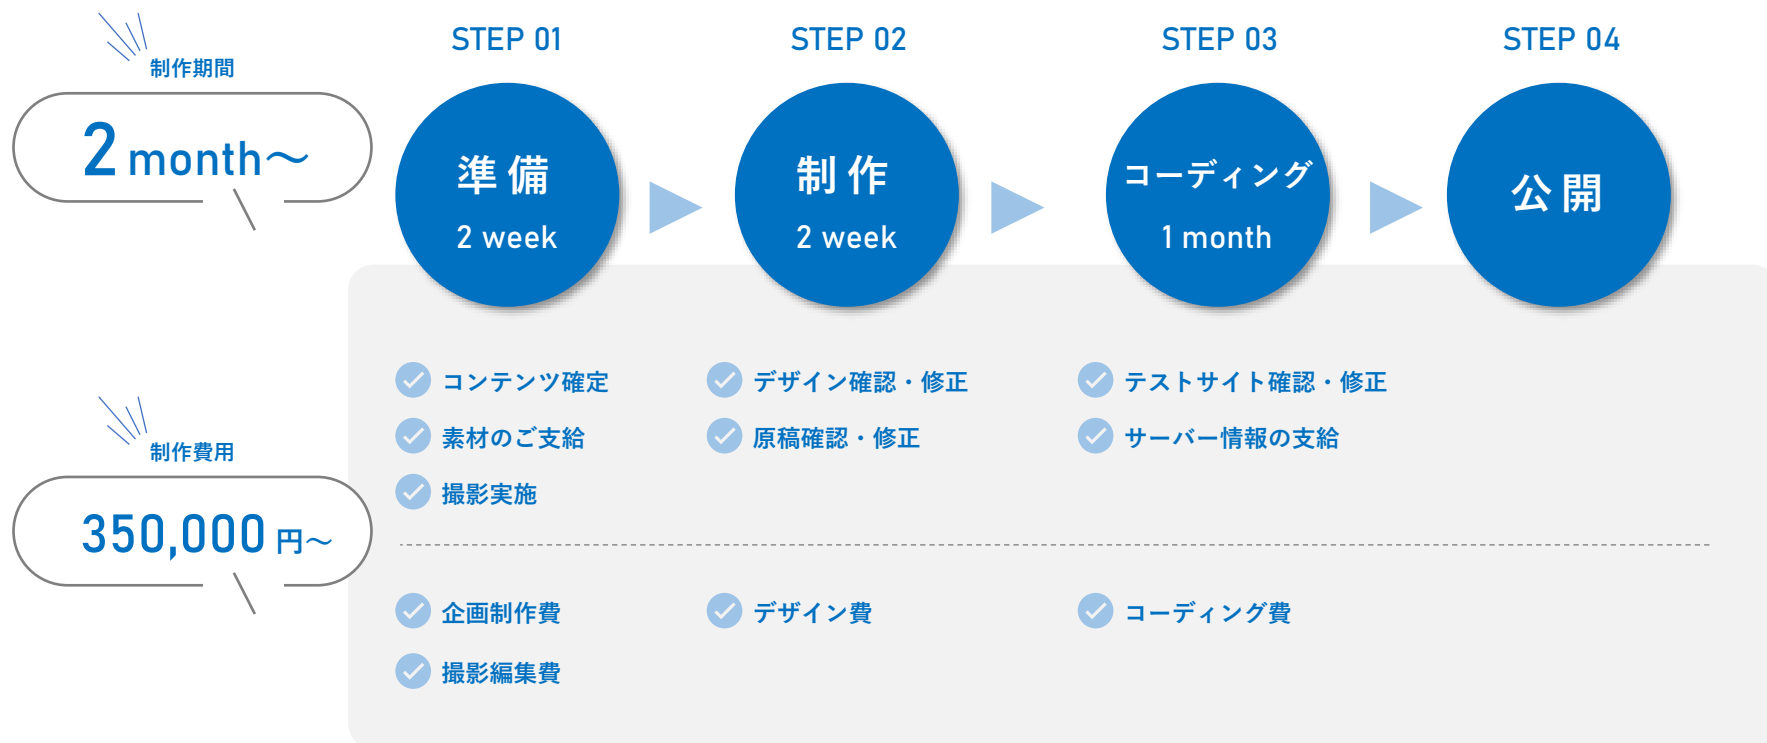 制作期間
2 month～
STEP 01
準備
2 week
STEP 02
制作
2 week
STEP 03
コーディング
1 month
STEP 04
公開
制作費用
350,000 円～
コンテンツ確定
素材のご支給
撮影実施
デザイン確認・修正
原稿確認・修正
テストサイト確認・修正
サーバー情報の支給
企画制作費
撮影編集費
デザイン費
コーディング費